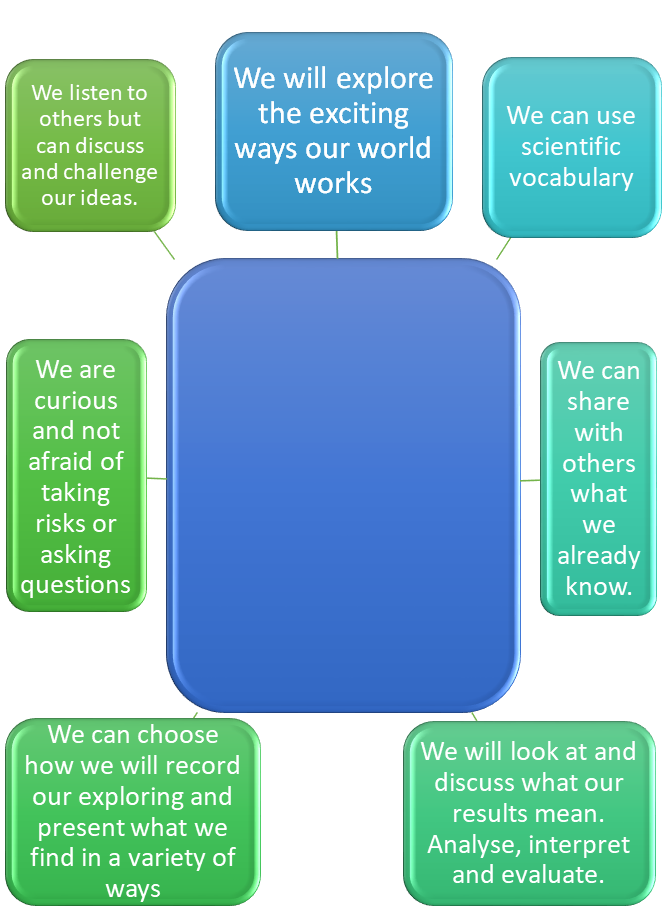 We listen to
others but
can discuss
and challenge
our ideas.
We will explore
the exciting
ways our world
works
We can use
scientific
vocabulary
We are
curious
and not
afraid of
taking
risks or
asking
questions
We can
share
with
others
what
we
already
know.
We can choose
how we will record
our exploring and
present what we
find in a variety of
ways
We will look at and
discuss what our
results mean.
Analyse, interpret
and evaluate.